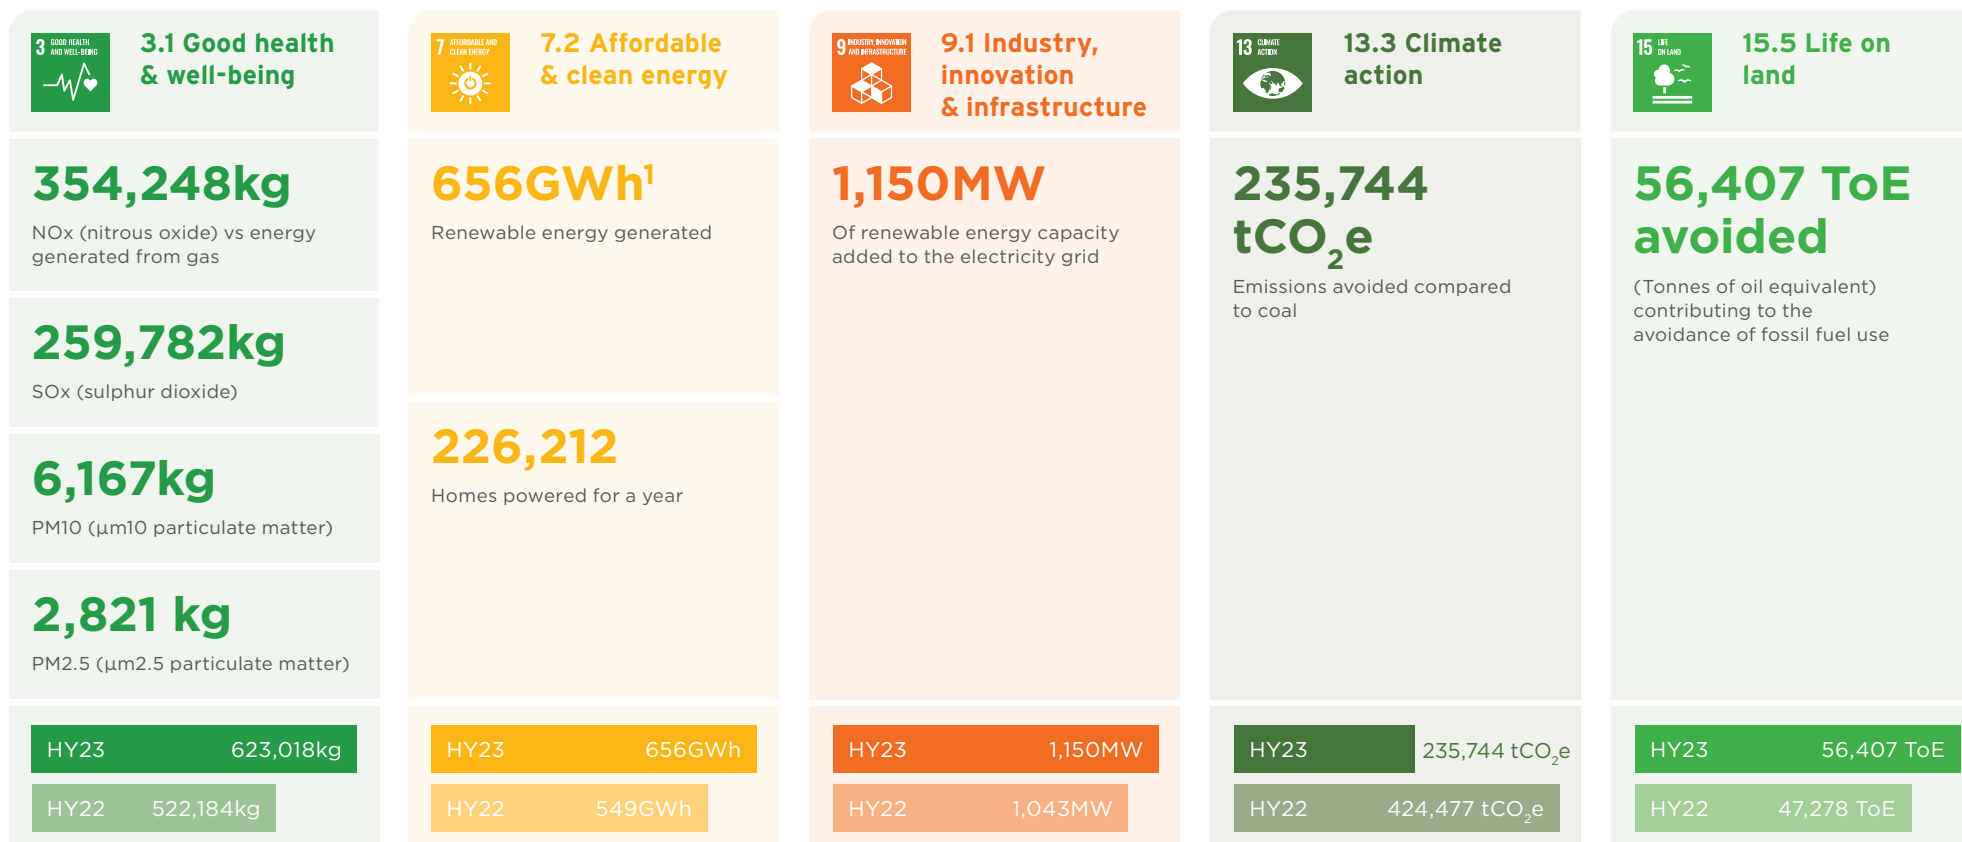 3 GOOD HEALTH
AND WELL-BEING
3.1 Good health
& well-being
354,248kg
NOx (nitrous oxide) vs energy
generated from gas
259,782kg
SOx (sulphur dioxide)
6,167kg
PM10 (µm10 particulate matter)
2,821 kg
PM2.5 (µm2.5 particulate matter)
HY23 623,018kg
HY22 522,184kg
7 AFFORDABLE AND
CLEAN ENERGY
7.2 Affordable
& clean energy
656GWh¹
Renewable energy generated
226,212
Homes powered for a year
HY23 656GWh
HY22 549GWh
9 INDUSTRY, INNOVATION
AND INFRASTRUCTURE
9.1 Industry,
innovation
& infrastructure
1,150MW
Of renewable energy capacity
added to the electricity grid
HY23 1,150MW
HY22 1,043MW
13 CLIMATE
ACTION
13.3 Climate
action
235,744
tCO₂e
Emissions avoided compared
to coal
HY23 235,744 tCO₂e
HY22 424,477 tCO₂e
15 LIFE
ON LAND
15.5 Life on
land
56,407 ToE
avoided
(Tonnes of oil equivalent)
contributing to the
avoidance of fossil fuel use
HY23 56,407 ToE
HY22 47,278 ToE